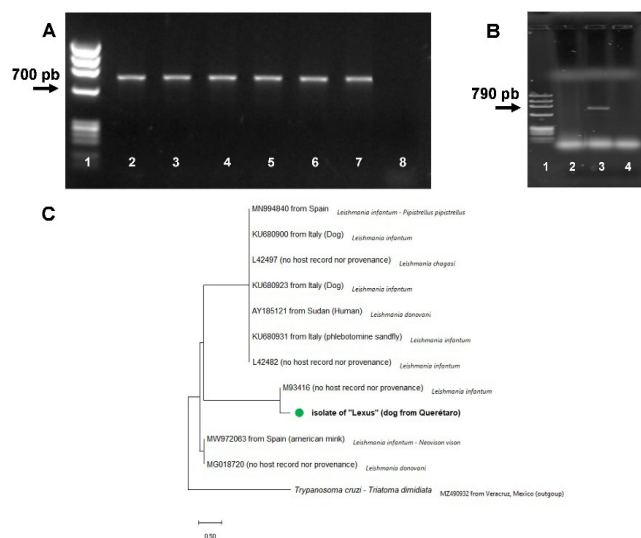 A
B
700 pb
790 pb
1 2 3 4 5 6 7 8
1 2 3 4
C
MN994840 from Spain Leishmania infantum - Pipistrellus pipistrellus
KU680900 from Italy (Dog) Leishmania infantum
L42497 (no host record nor provenance) Leishmania chagasi
KU680923 from Italy (Dog) Leishmania infantum
AY185121 from Sudan (Human) Leishmania donovani
KU680931 from Italy (phlebotomine sandfly) Leishmania infantum
L42482 (no host record nor provenance) Leishmania infantum
M93416 (no host record nor provenance) Leishmania infantum
isolate of "Lexus" (dog from Querétaro)
MW972063 from Spain (american mink) Leishmania infantum - Neovison vison
MG018720 (no host record nor provenance) Leishmania donovani
Trypanosoma cruzi - Triatoma dimidiata MZ490932 from Veracruz, Mexico (outgoup)
0.50